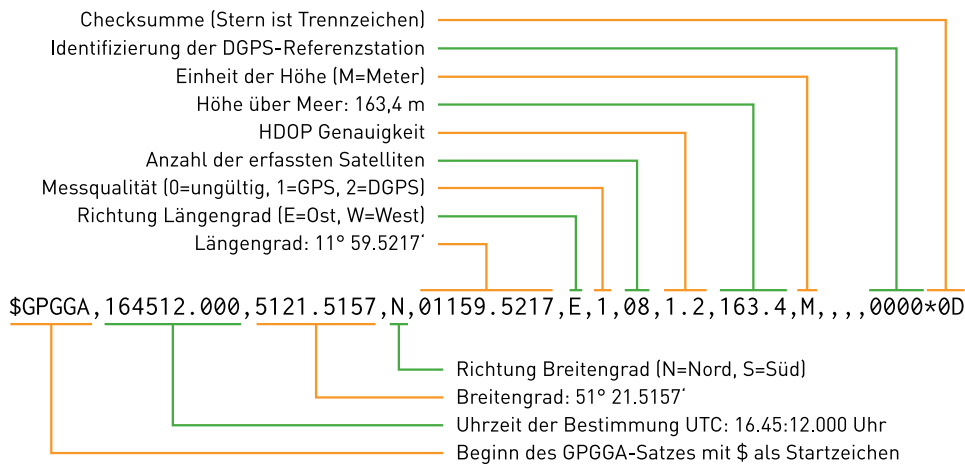 Checksumme (Stern ist Trennzeichen)
Identifizierung der DGPS-Referenzstation
Einheit der Höhe (M=Meter)
Höhe über Meer: 163,4 m
HDOP Genauigkeit
Anzahl der erfassten Satelliten
Messqualität (0=ungültig, 1=GPS, 2=DGPS)
Richtung Längengrad (E=Ost, W=West)
Längengrad: 11° 59.5217‘
$GPGGA,164512.000,5121.5157,N,01159.5217,E,1,08,1.2,163.4,M,,,,0000*0D
Richtung Breitengrad (N=Nord, S=Süd)
Breitengrad: 51° 21.5157‘
Uhrzeit der Bestimmung UTC: 16.45:12.000 Uhr
Beginn des GPGGA-Satzes mit $ als Startzeichen